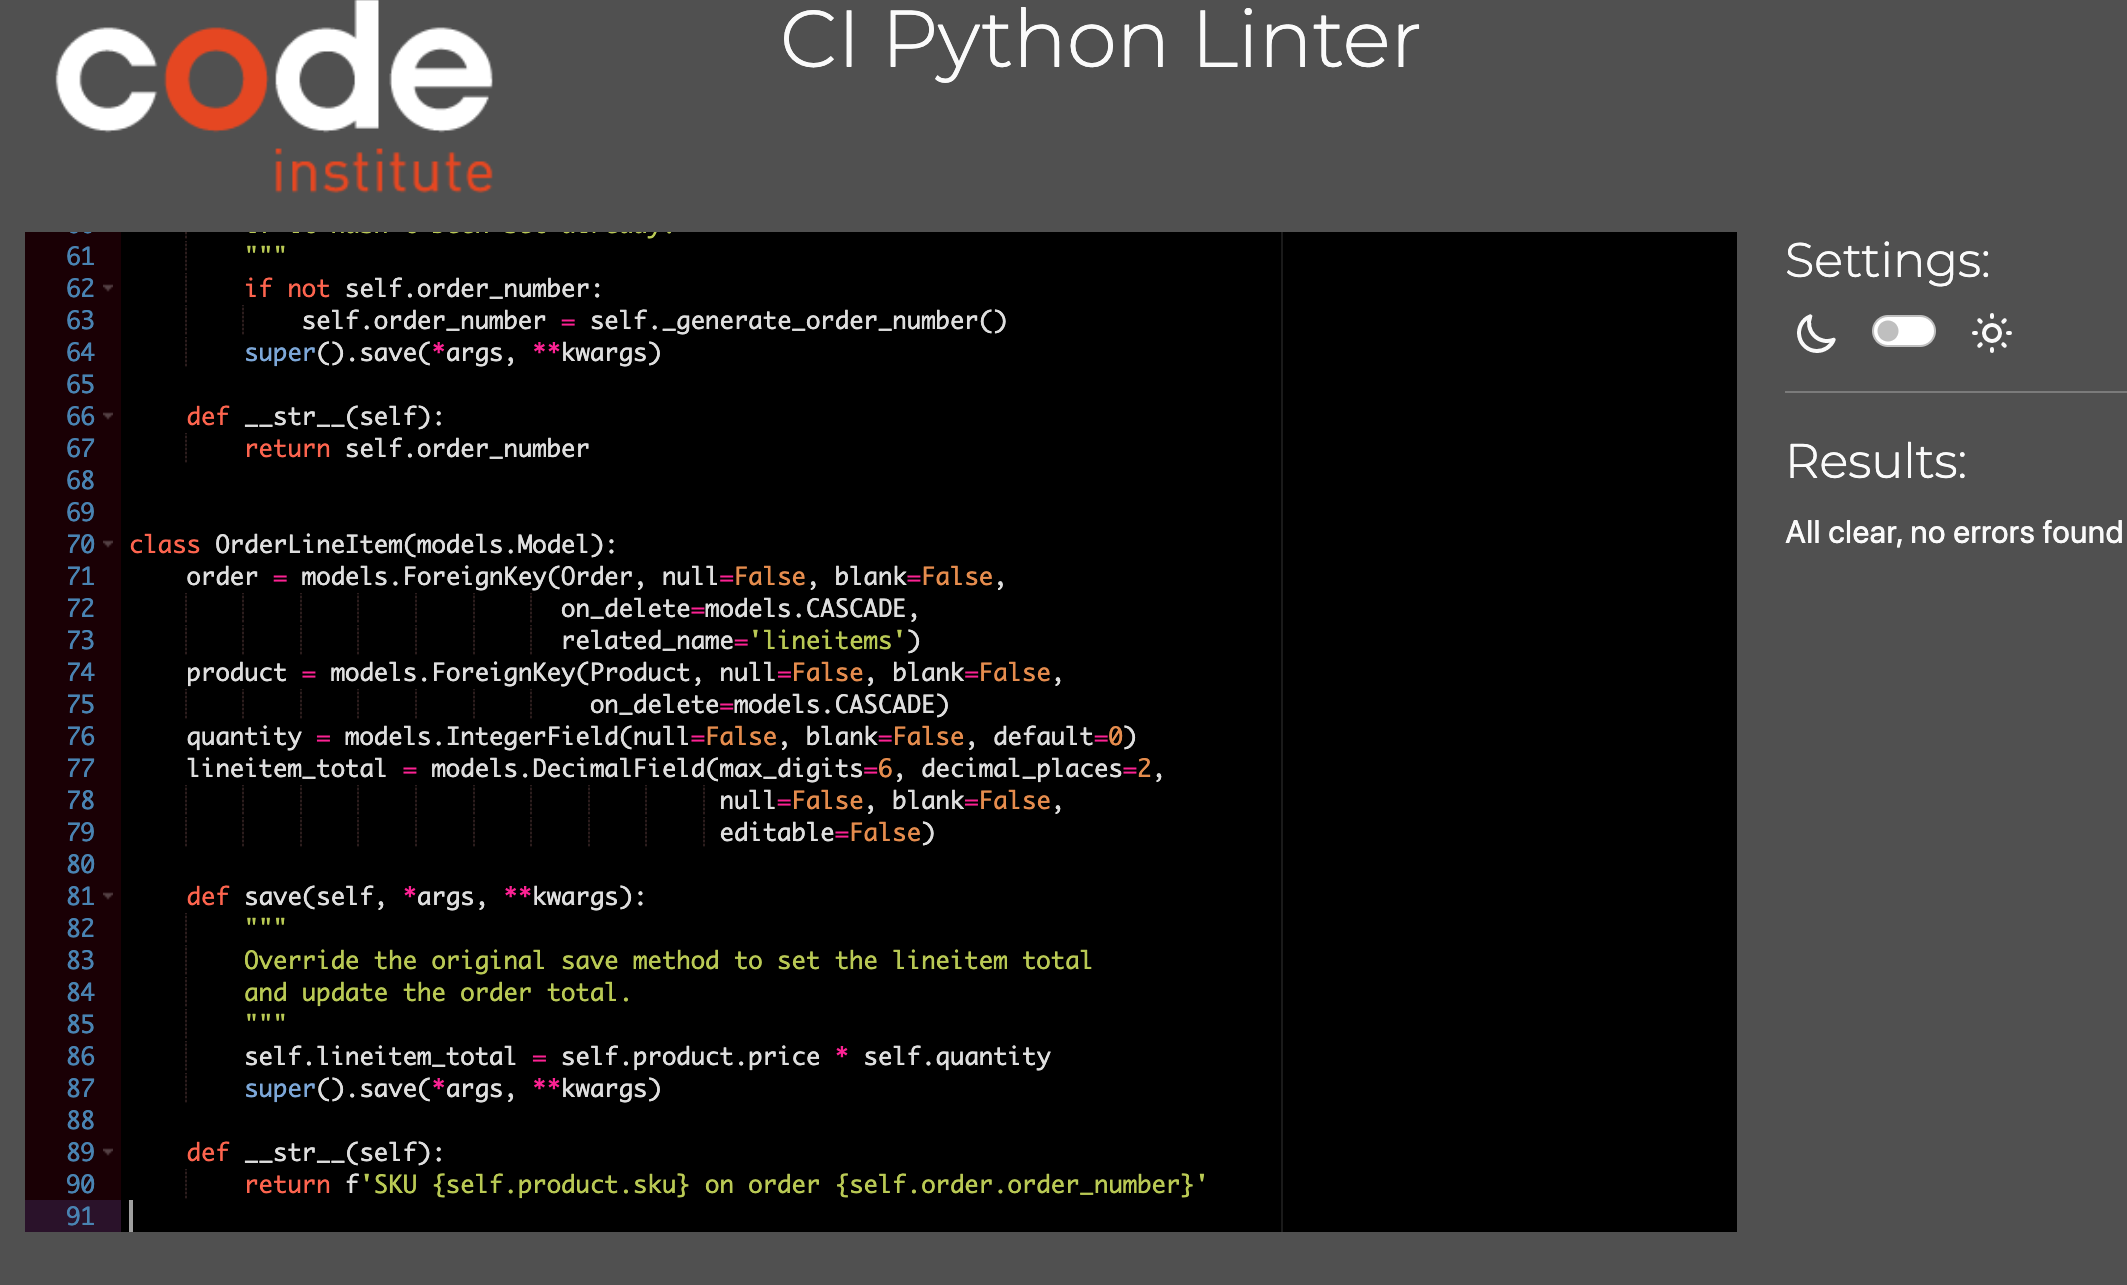 code
institute
CI Python Linter
61 """
62 if not self.order_number:
63 self.order_number = self._generate_order_number()
64 super().save(*args, **kwargs)
65
66 def __str__(self):
67 return self.order_number
68
69
70 class OrderLineItem(models.Model):
71 order = models.ForeignKey(Order, null=False, blank=False,
72 on_delete=models.CASCADE,
73 related_name='lineitems')
74 product = models.ForeignKey(Product, null=False, blank=False,
75 on_delete=models.CASCADE)
76 quantity = models.IntegerField(null=False, blank=False, default=0)
77 lineitem_total = models.DecimalField(max_digits=6, decimal_places=2,
78 null=False, blank=False,
79 editable=False)
80
81 def save(self, *args, **kwargs):
82 """
83 Override the original save method to set the lineitem total
84 and update the order total.
85 """
86 self.lineitem_total = self.product.price * self.quantity
87 super().save(*args, **kwargs)
88
89 def __str__(self):
90 return f'SKU {self.product.sku} on order {self.order.order_number}'
91
Settings:
Results:
All clear, no errors found